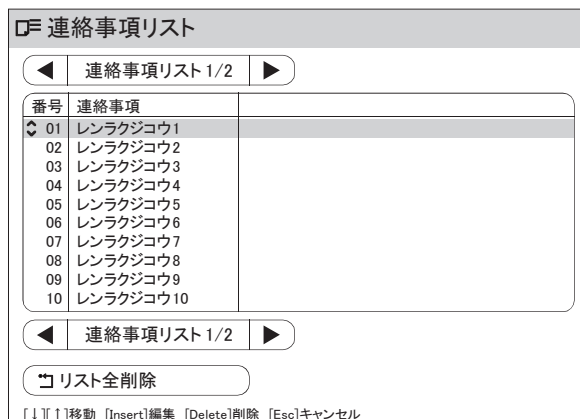 連絡事項リスト
連絡事項リスト 1/2
番号 連絡事項
01 レンラクジコウ1
02 レンラクジコウ2
03 レンラクジコウ3
04 レンラクジコウ4
05 レンラクジコウ5
06 レンラクジコウ6
07 レンラクジコウ7
08 レンラクジコウ8
09 レンラクジコウ9
10 レンラクジコウ10
連絡事項リスト 1/2
リスト全削除
[↓][↑]移動 [Insert]編集 [Delete]削除 [Esc]キャンセル